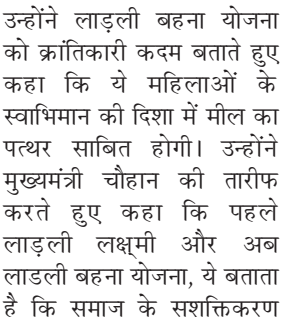 उन्होंने लाड़ली बहना योजना
को क्रांतिकारी कदम बताते हुए
कहा कि ये महिलाओं के
स्वाभिमान की दिशा में मील का
पत्थर साबित होगी। उन्होंने
मुख्यमंत्री चौहान की तारीफ
करते हुए कहा कि पहले
लाड़ली लक्ष्मी और अब
लाडली बहना योजना, ये बताता
है कि समाज के सशक्तिकरण